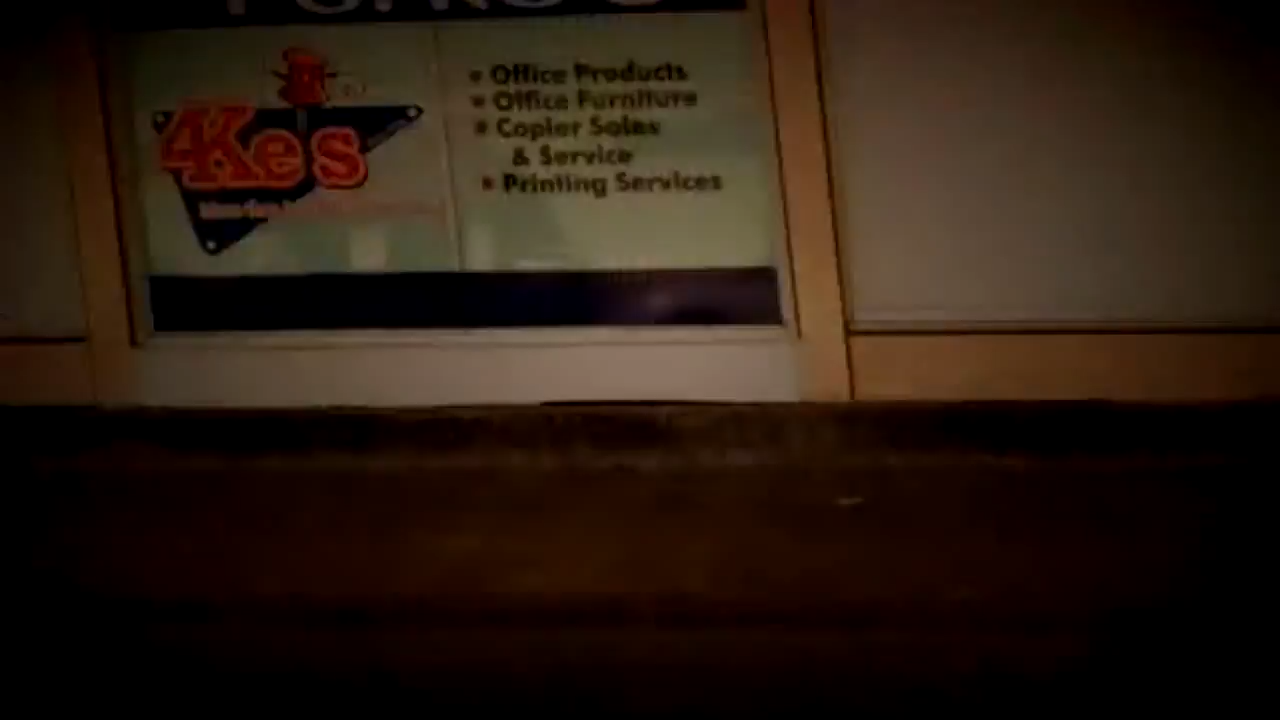 4Ke's
• Office Products
• Office Furniture
• Copier Sales
& Service
• Printing Services